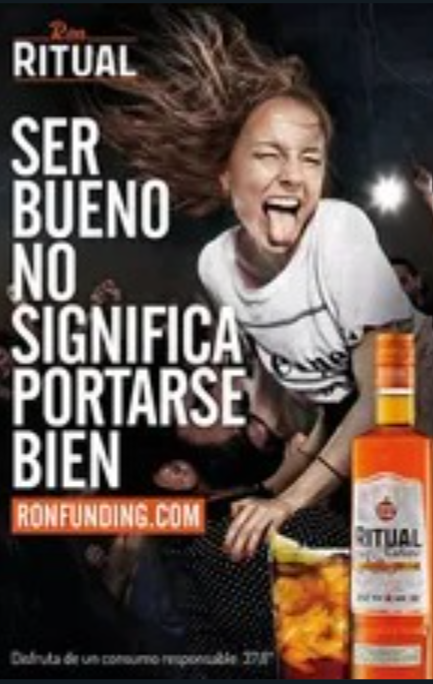 Ron
RITUAL
SER
BUENO
NO
SIGNIFICA
PORTARSE
BIEN
RONFUNDING.COM
RITUAL
Disfruta de un consumo responsable. 37,5°